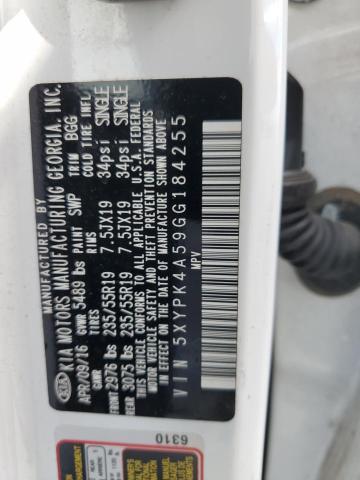 MANUFACTURED BY
KIA KIA MOTORS MANUFACTURING GEORGIA, INC.
APR/09/16 GVWR 5489 lbs PAINT SWP TRIM BGG
GAWR TIRES RIMS COLD TIRE INFL
FRONT 2976 lbs 235/55R19 7.5JX19 34psi SINGLE
REAR 3075 lbs 235/55R19 7.5JX19 34psi SINGLE
THIS VEHICLE CONFORMS TO ALL APPLICABLE U.S.A. FEDERAL
MOTOR VEHICLE SAFETY AND THEFT PREVENTION STANDARDS
IN EFFECT ON THE DATE OF MANUFACTURE SHOWN ABOVE.
VIN 5XYPK4A59GG184255
MPV
6310